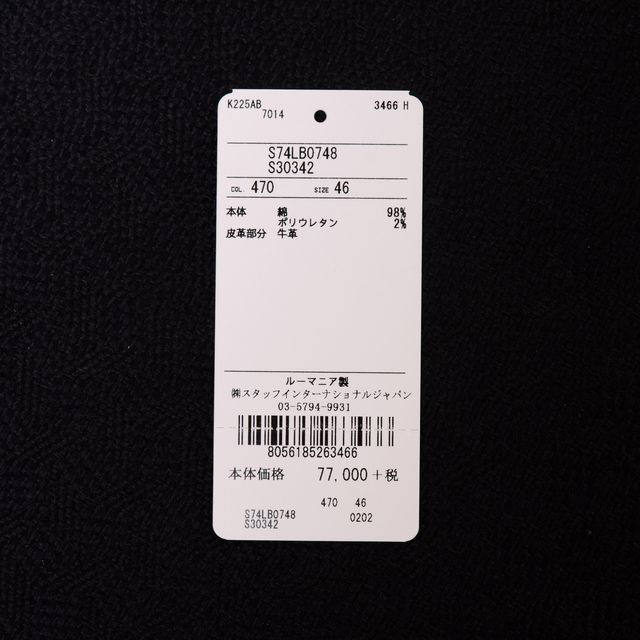 K225AB 3466 H
7014
S74LB0748
S30342
COL. 470 SIZE 46
本体 綿 98%
ポリウレタン 2%
皮革部分 牛革
ルーマニア製
㈱スタッフインターナショナルジャパン
03-5794-9931
8056185263466
本体価格 77,000+税
470 46
S74LB0748 0202
S30342